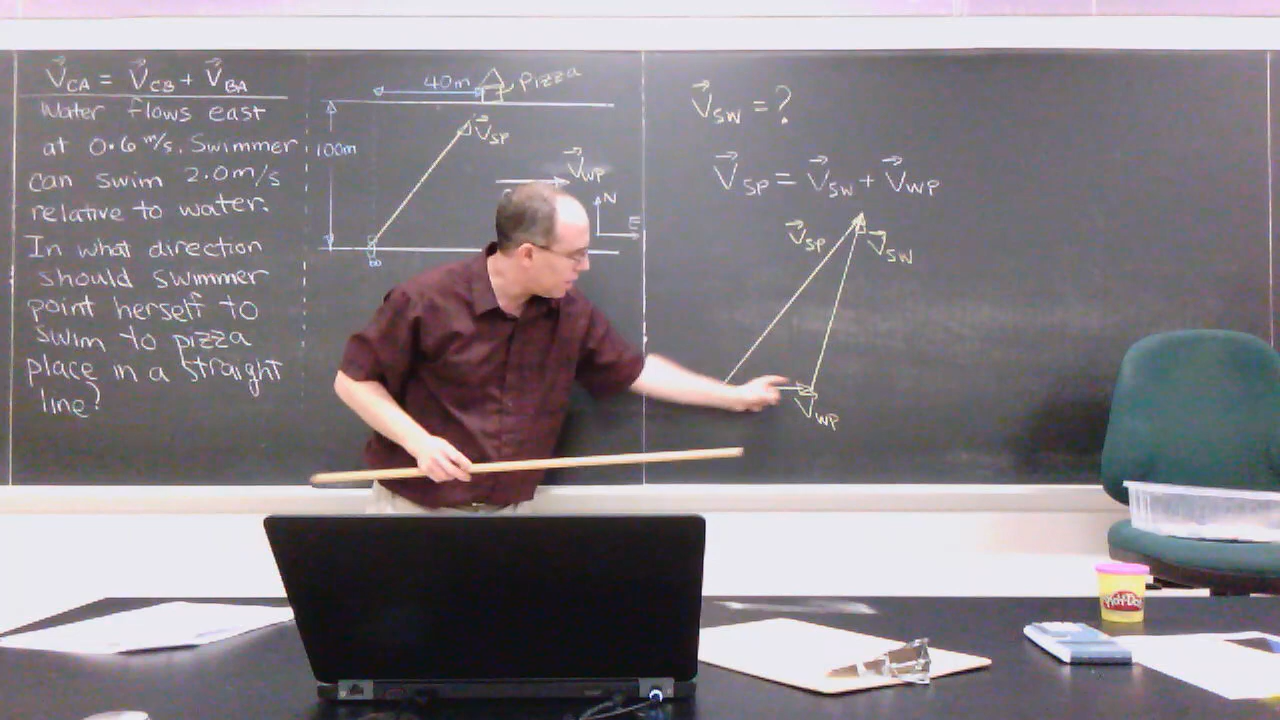 V⃗CA = V⃗CB + V⃗BA
Water flows east
at 0.6 m/s. Swimmer
can swim 2.0 m/s
relative to water.
In what direction
should swimmer
point herself to
swim to pizza
place in a straight
line?
40m
Pizza
100m
V⃗SP
V⃗WP
N
E
V⃗SW = ?
V⃗SP = V⃗SW + V⃗WP
V⃗SP
V⃗SW
V⃗WP
Play-Doh